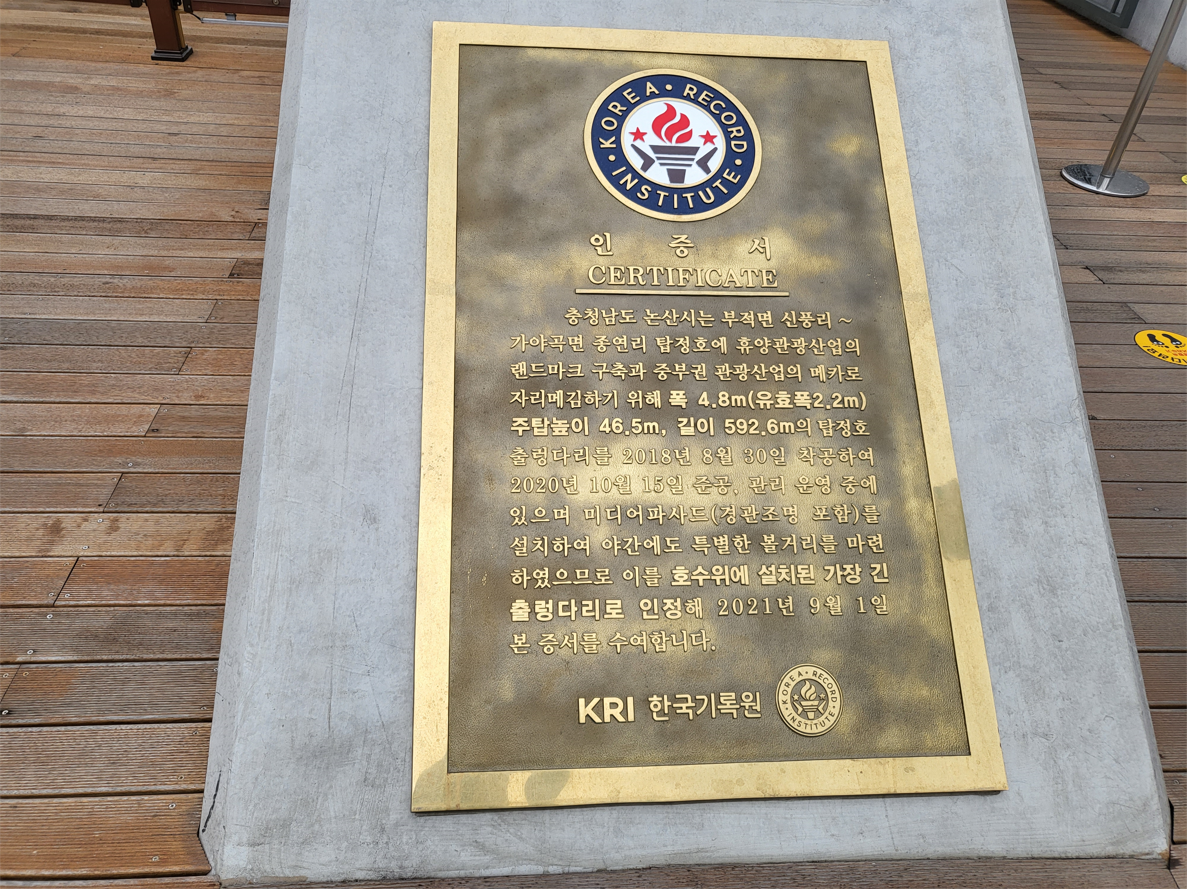 KOREA • RECORD • INSTITUTE •
인 증 서
CERTIFICATE
충청남도 논산시는 부적면 신풍리 ~
가야곡면 종연리 탑정호에 휴양관광산업의
랜드마크 구축과 중부권 관광산업의 메카로
자리메김하기 위해 폭 4.8m(유효폭2.2m)
주탑높이 46.5m, 길이 592.6m의 탑정호
출렁다리를 2018년 8월 30일 착공하여
2020년 10월 15일 준공, 관리 운영 중에
있으며 미디어파사드(경관조명 포함)를
설치하여 야간에도 특별한 볼거리를 마련
하였으므로 이를 호수위에 설치된 가장 긴
출렁다리로 인정해 2021년 9월 1일
본 증서를 수여합니다.
KRI 한국기록원
KOREA • RECORD • INSTITUTE •